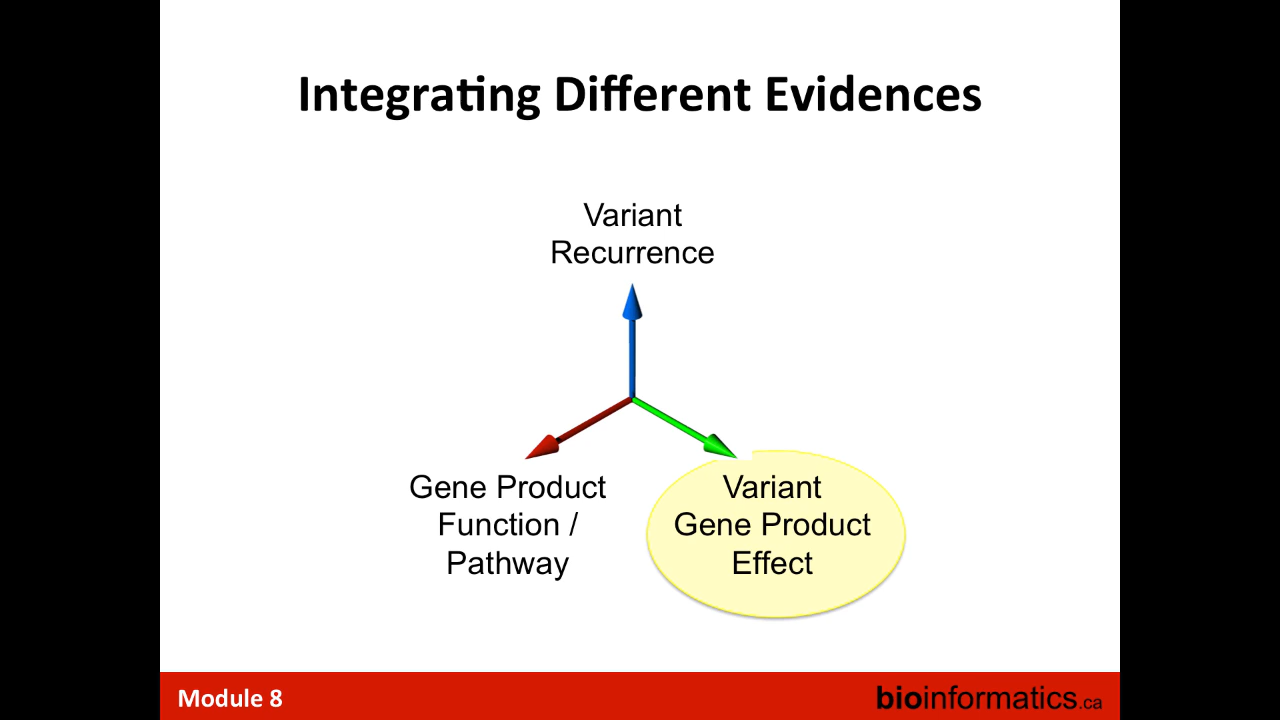 Integrating Different Evidences
Variant
Recurrence
Gene Product
Function /
Pathway
Variant
Gene Product
Effect
Module 8
bioinformatics.ca